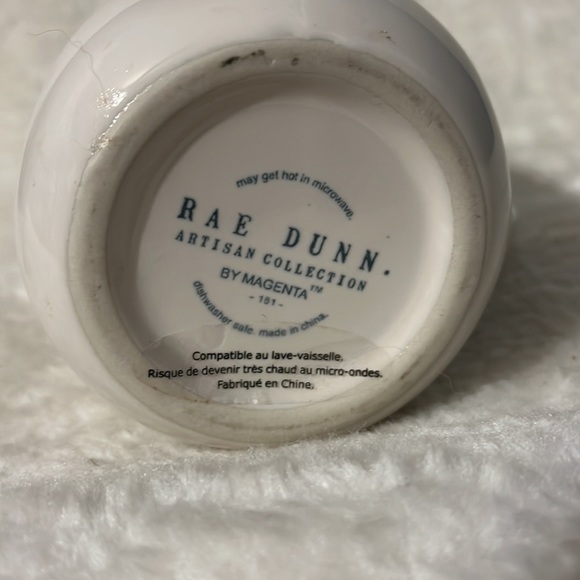 may get hot in microwave.
RAE DUNN.
ARTISAN COLLECTION
BY MAGENTA™
- 151 -
dishwasher safe. made in china.
Compatible au lave-vaisselle.
Risque de devenir très chaud au micro-ondes.
Fabriqué en Chine.